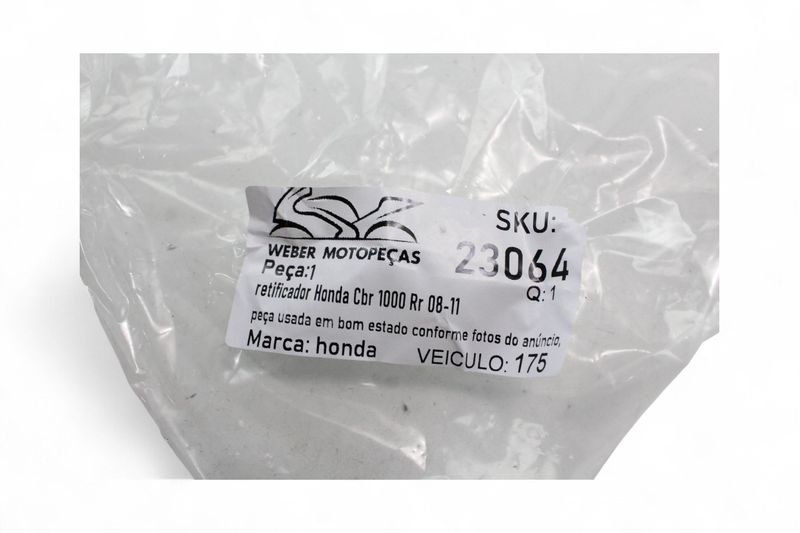 SKU:
WEBER MOTOPEÇAS
23064
Peça:1
Q: 1
retificador Honda Cbr 1000 Rr 08-11
peça usada em bom estado conforme fotos do anúncio,
Marca: honda
VEICULO: 175